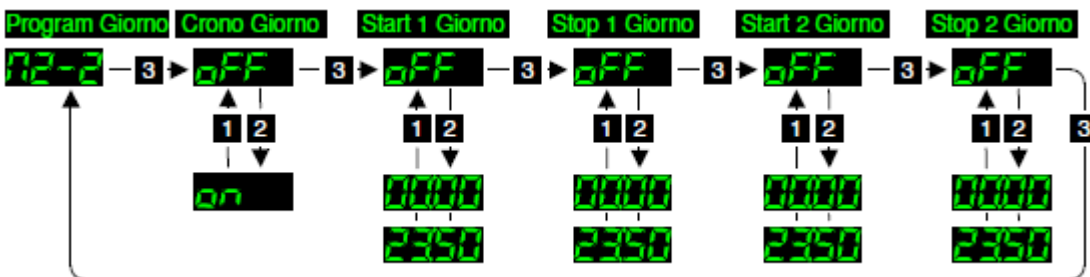 Program Giorno Crono Giorno Start 1 Giorno Stop 1 Giorno Start 2 Giorno Stop 2 Giorno
M2-2 3 oFF 3 oFF 3 oFF 3 oFF 3 oFF
1 2 1 2 1 2 1 2 1 2 3
on 00:00 00:00 00:00 00:00
23:50 23:50 23:50 23:50